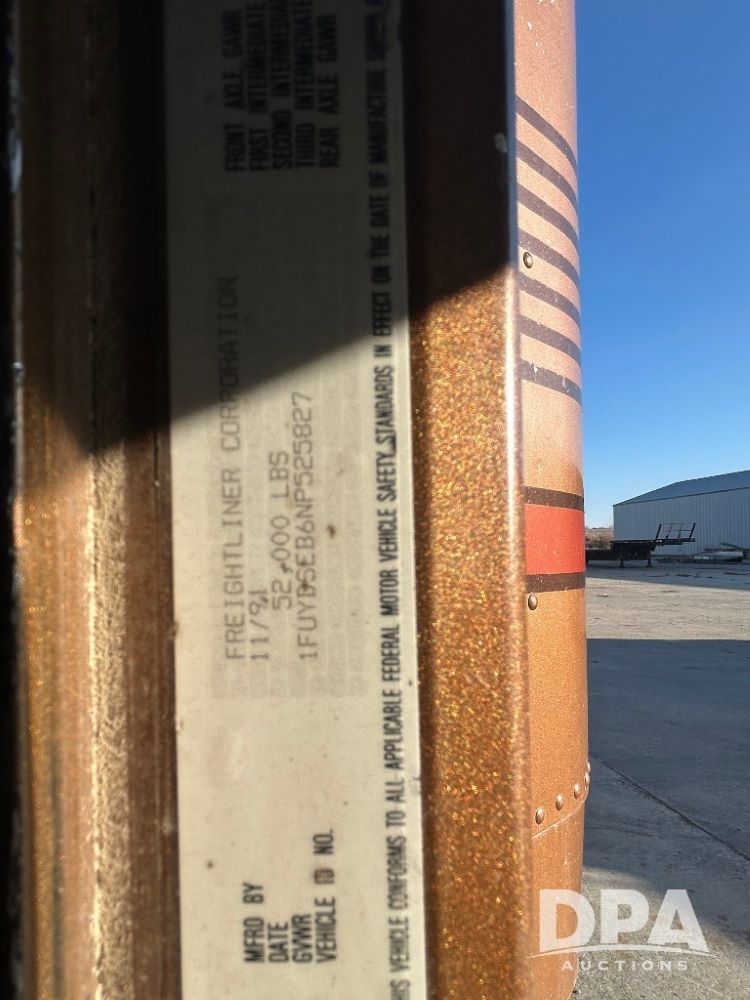 MFRD BY FREIGHTLINER CORPORATION
DATE 11/91
GVWR 52,000 LBS
VEHICLE ID NO. 1FUYDSEB6NP525827
FRONT AXLE GAWR
FIRST INTERMEDIATE
SECOND INTERMEDIATE
THIRD INTERMEDIATE
REAR AXLE GAWR
THIS VEHICLE CONFORMS TO ALL APPLICABLE FEDERAL MOTOR VEHICLE SAFETY STANDARDS IN EFFECT ON THE DATE OF MANUFACTURE
DPA
AUCTIONS